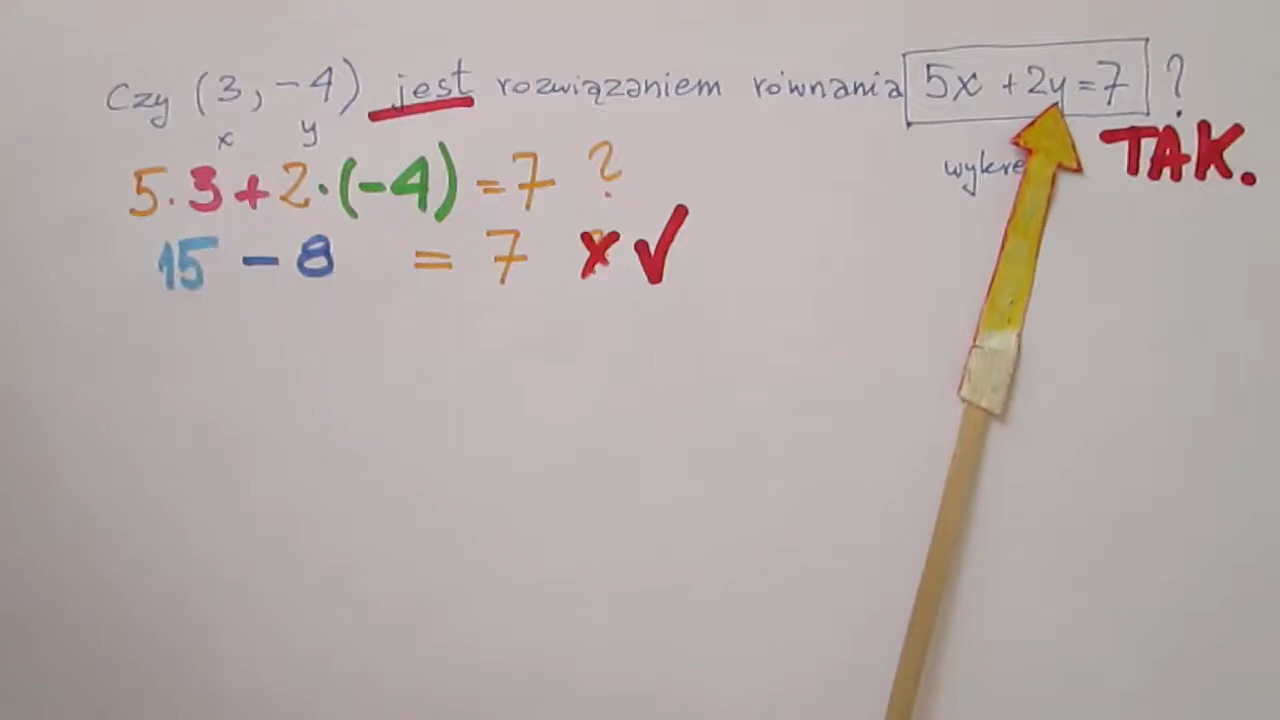 Czy (3, -4) jest rozwiązaniem równania 5x + 2y = 7 ?
x y
TAK.
5 · 3 + 2 · (-4) = 7 ?
15 - 8 = 7 ✓